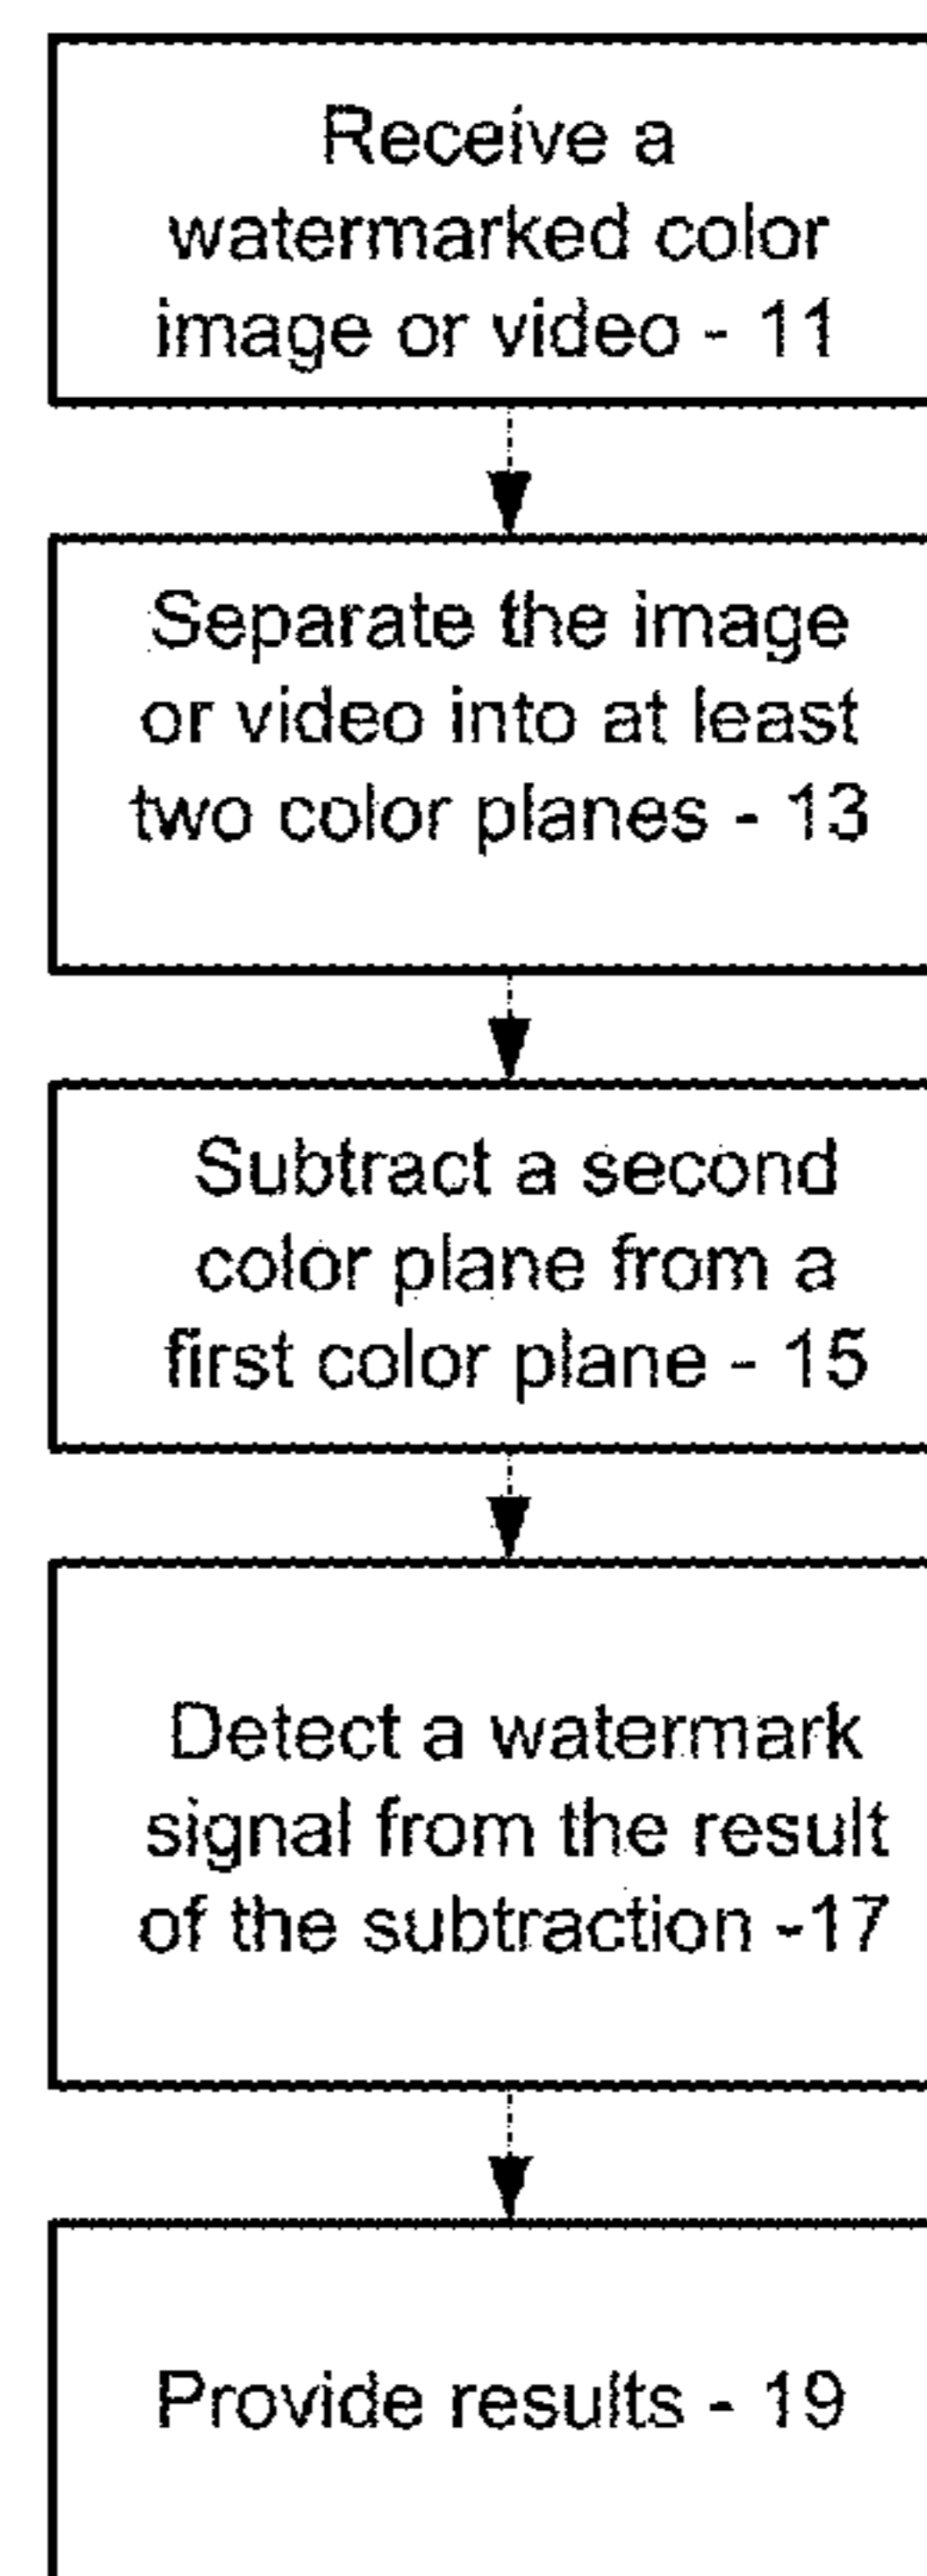 Receive a
watermarked color
image or video - 11
Separate the image
or video into at least
two color planes - 13
Subtract a second
color plane from a
first color plane - 15
Detect a watermark
signal from the result
of the subtraction -17
Provide results - 19